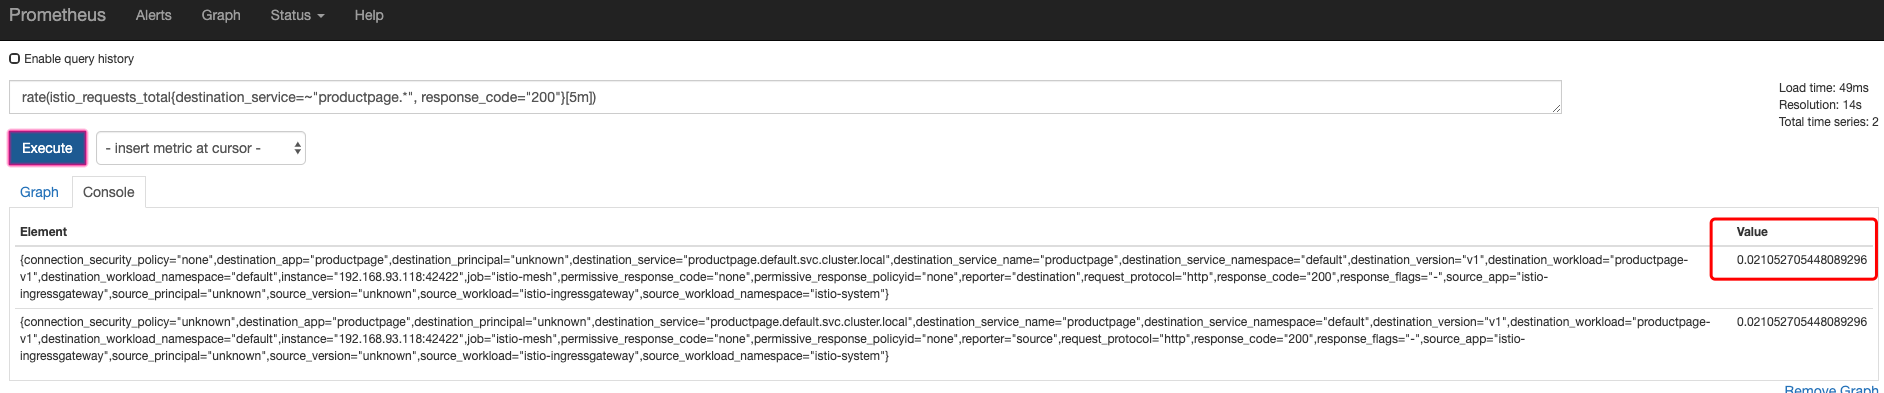 Prometheus Alerts Graph Status Help
Enable query history
rate(istio_requests_total{destination_service=~"productpage.*", response_code="200"}[5m])
Load time: 49ms
Resolution: 14s
Total time series: 2
Execute - insert metric at cursor -
Graph Console
Element Value
{connection_security_policy="none",destination_app="productpage",destination_principal="unknown",destination_service="productpage.default.svc.cluster.local",destination_service_name="productpage",destination_service_namespace="default",destination_version="v1",destination_workload="productpage- 0.021052705448089296
v1",destination_workload_namespace="default",instance="192.168.93.118:42422",job="istio-mesh",permissive_response_code="none",permissive_response_policyid="none",reporter="destination",request_protocol="http",response_code="200",response_flags="-",source_app="istio-
ingressgateway",source_principal="unknown",source_version="unknown",source_workload="istio-ingressgateway",source_workload_namespace="istio-system"}
{connection_security_policy="unknown",destination_app="productpage",destination_principal="unknown",destination_service="productpage.default.svc.cluster.local",destination_service_name="productpage",destination_service_namespace="default",destination_version="v1",destination_workload="productpage- 0.021052705448089296
v1",destination_workload_namespace="default",instance="192.168.93.118:42422",job="istio-mesh",permissive_response_code="none",permissive_response_policyid="none",reporter="source",request_protocol="http",response_code="200",response_flags="-",source_app="istio-
ingressgateway",source_principal="unknown",source_version="unknown",source_workload="istio-ingressgateway",source_workload_namespace="istio-system"}
Remove Graph